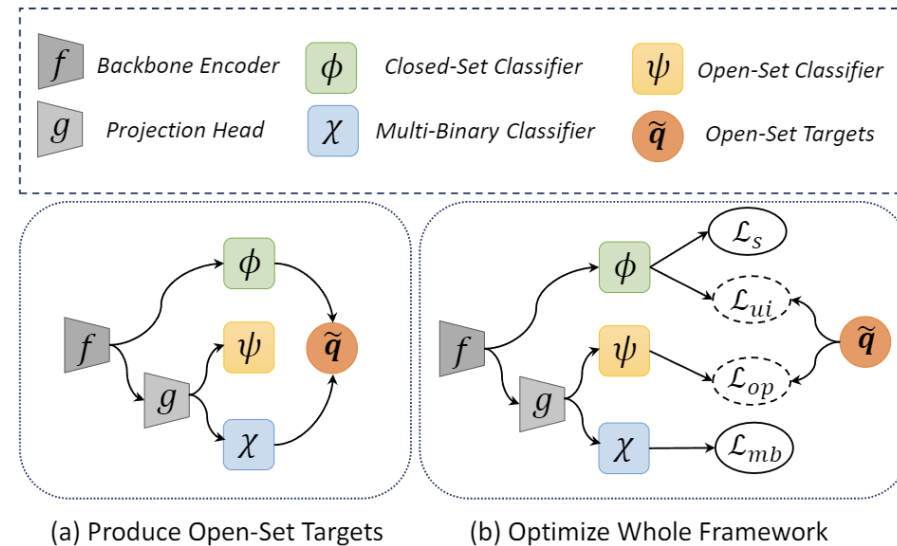 f Backbone Encoder ϕ Closed-Set Classifier ψ Open-Set Classifier
g Projection Head χ Multi-Binary Classifier q̃ Open-Set Targets
ϕ
f ψ q̃
g
χ
(a) Produce Open-Set Targets
ℒs
ϕ
ℒui
f ψ q̃
g ℒop
χ ℒmb
(b) Optimize Whole Framework